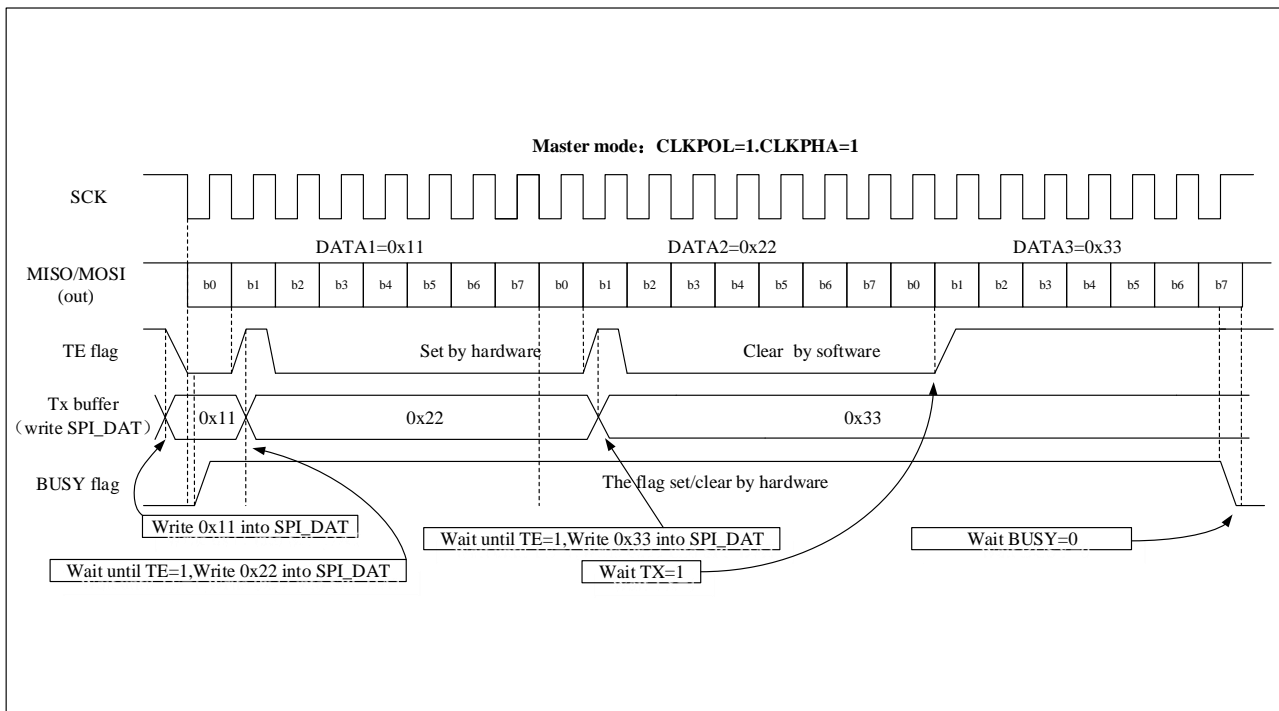 Master mode：CLKPOL=1.CLKPHA=1
SCK
DATA1=0x11 DATA2=0x22 DATA3=0x33
MISO/MOSI
(out)
b0 b1 b2 b3 b4 b5 b6 b7 b0 b1 b2 b3 b4 b5 b6 b7 b0 b1 b2 b3 b4 b5 b6 b7
TE flag Set by hardware Clear by software
Tx buffer
（write SPI_DAT）
0x11 0x22 0x33
BUSY flag The flag set/clear by hardware
Write 0x11 into SPI_DAT
Wait until TE=1,Write 0x33 into SPI_DAT
Wait BUSY=0
Wait until TE=1,Write 0x22 into SPI_DAT
Wait TX=1